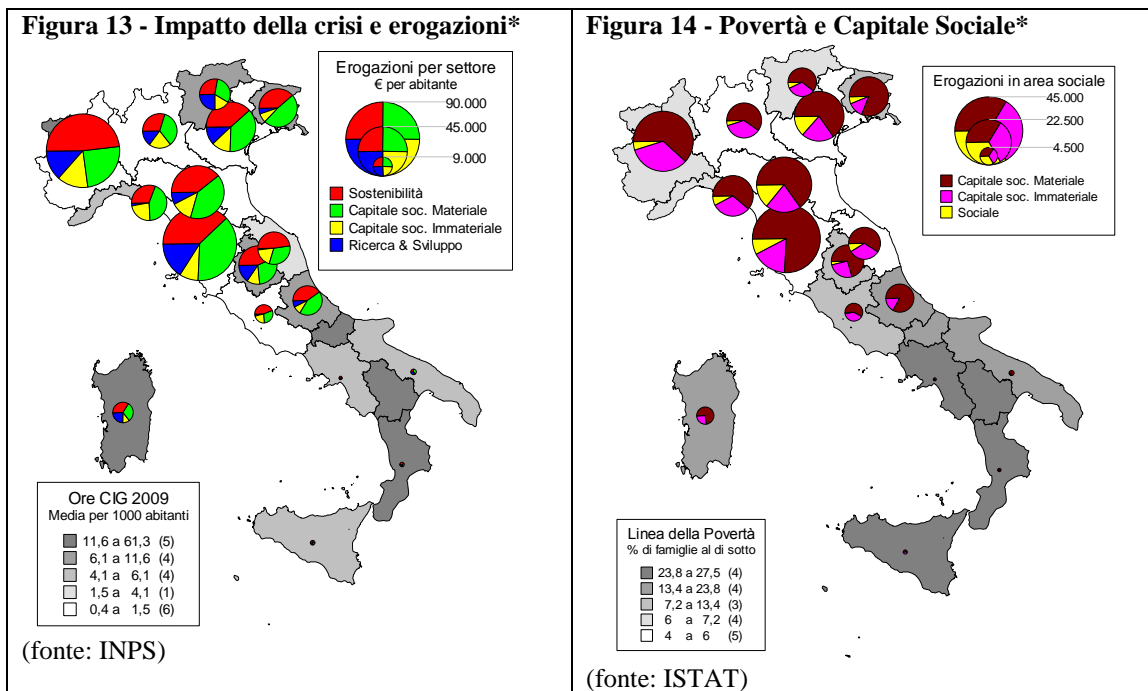 Figura 13 - Impatto della crisi e erogazioni*
Erogazioni per settore
€ per abitante
90.000
45.000
9.000
Sostenibilità
Capitale soc. Materiale
Capitale soc. Immateriale
Ricerca & Sviluppo
Ore CIG 2009
Media per 1000 abitanti
11,6 a 61,3 (5)
6,1 a 11,6 (4)
4,1 a 6,1 (4)
1,5 a 4,1 (1)
0,4 a 1,5 (6)
(fonte: INPS)
Figura 14 - Povertà e Capitale Sociale*
Erogazioni in area sociale
45.000
22.500
4.500
Capitale soc. Materiale
Capitale soc. Immateriale
Sociale
Linea della Povertà
% di famiglie al di sotto
23,8 a 27,5 (4)
13,4 a 23,8 (4)
7,2 a 13,4 (3)
6 a 7,2 (4)
4 a 6 (5)
(fonte: ISTAT)